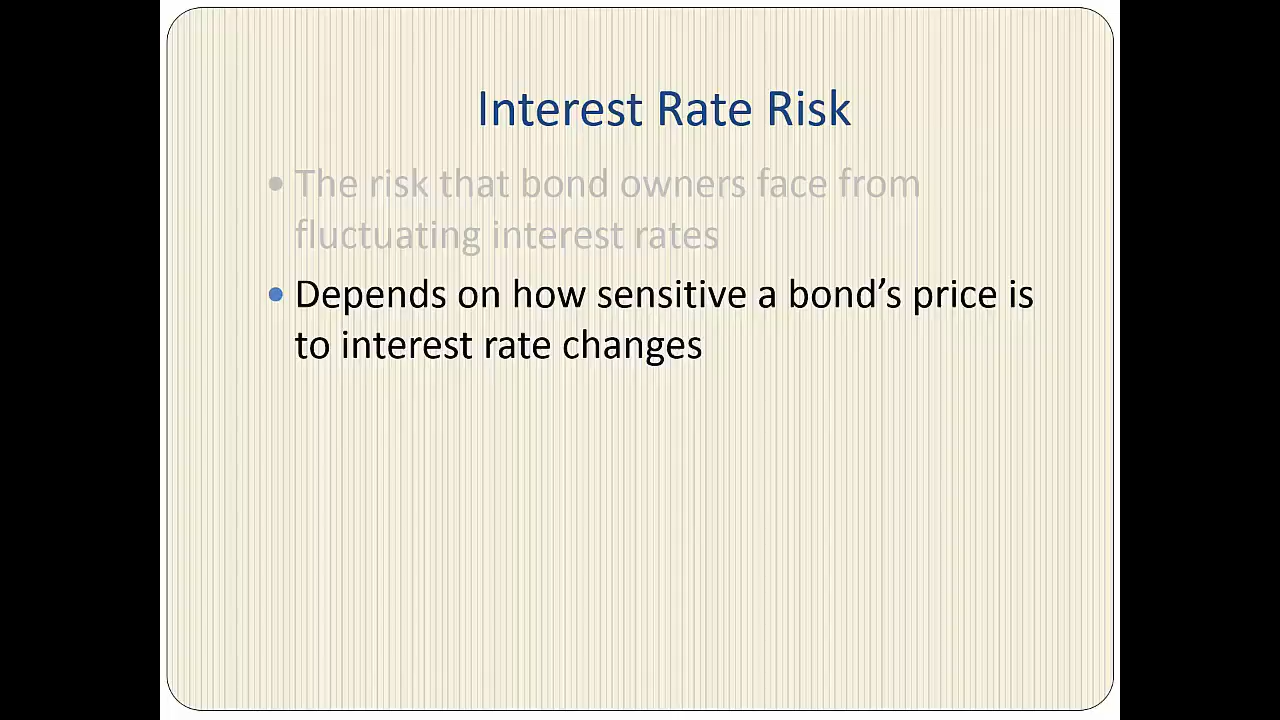 Interest Rate Risk
• The risk that bond owners face from
fluctuating interest rates
• Depends on how sensitive a bond’s price is
to interest rate changes